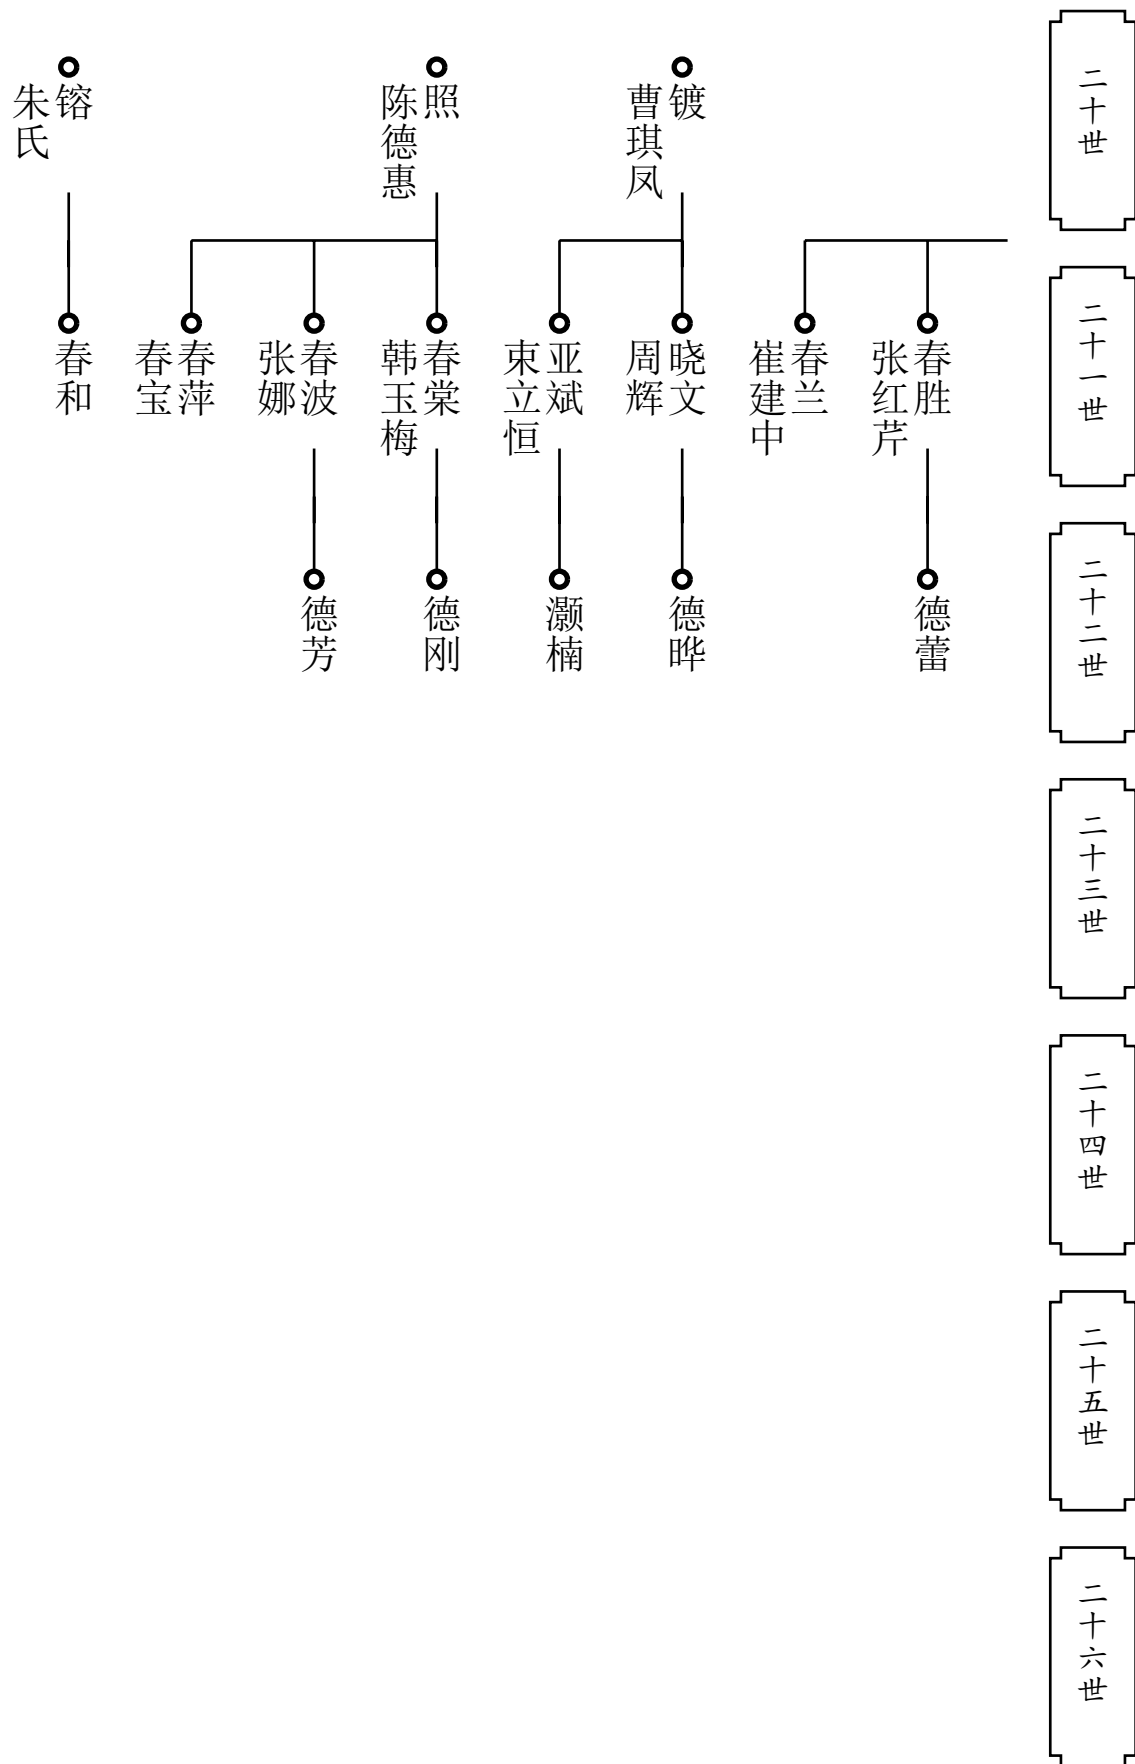 二十世
镀
曹琪凤
照
陈德惠
镕
朱氏
二十一世
春胜
张红芹
春兰
崔建中
晓文
周辉
亚斌
束立恒
春棠
韩玉梅
春波
张娜
春萍
春宝
春和
二十二世
德蕾
德晔
灏楠
德刚
德芳
二十三世
二十四世
二十五世
二十六世